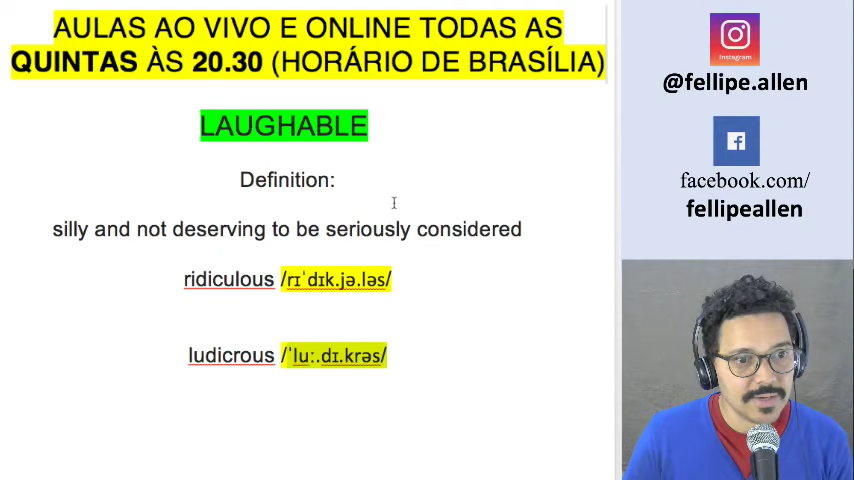 AULAS AO VIVO E ONLINE TODAS AS
QUINTAS ÀS 20.30 (HORÁRIO DE BRASÍLIA)
LAUGHABLE
Definition:
silly and not deserving to be seriously considered
ridiculous /rɪˈdɪk.jə.ləs/
ludicrous /ˈluː.dɪ.krəs/
Instagram
@fellipe.allen
facebook.com/
fellipeallen